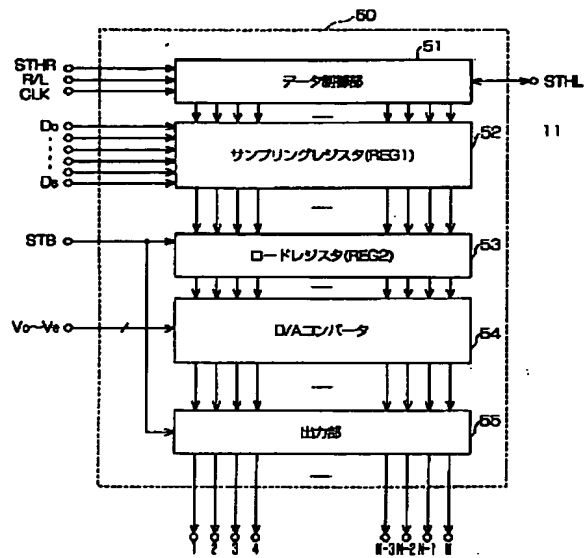 50
51
STHR
R/L
CLK
データ制御部
STHL
D0
D5
サンプリングレジスタ(REG1)
52
11
STB
ロードレジスタ(REG2)
53
V0~V8
D/Aコンバータ
54
出力部
55
1 2 3 4 N-3 N-2 N-1 N